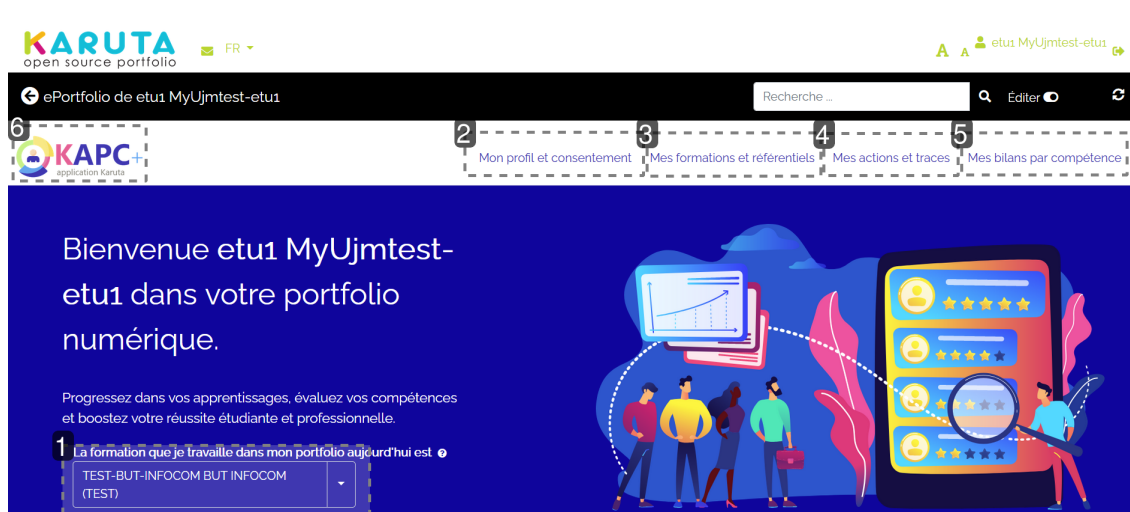 KARUTA
open source portfolio
FR
A A etu1 MyUjmtest-etu1
ePortfolio de etu1 MyUjmtest-etu1
Recherche ...
Éditer
6
KAPC+
application Karuta
2
Mon profil et consentement
3
Mes formations et référentiels
4
Mes actions et traces
5
Mes bilans par compétence
Bienvenue etu1 MyUjmtest-
etu1 dans votre portfolio
numérique.
Progressez dans vos apprentissages, évaluez vos compétences
et boostez votre réussite étudiante et professionnelle.
1
La formation que je travaille dans mon portfolio aujourd'hui est ?
TEST-BUT-INFOCOM BUT INFOCOM
(TEST)